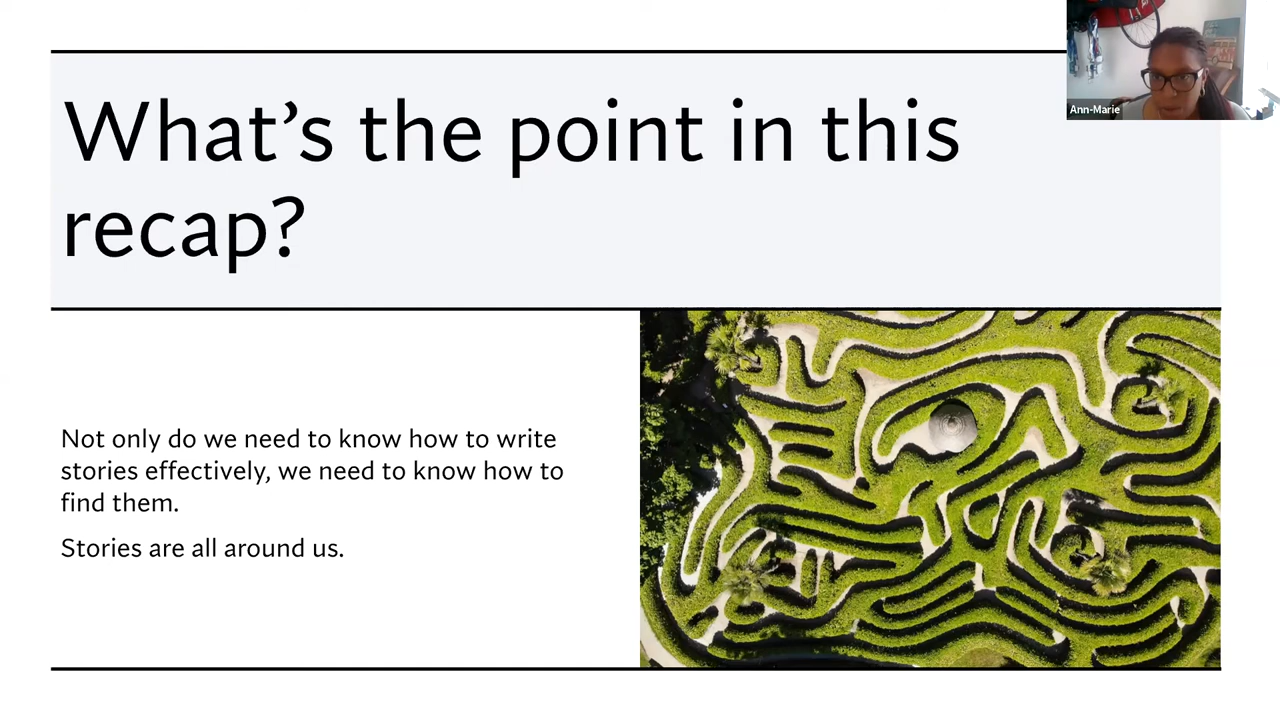 What’s the point in this
recap?
Ann-Marie
Not only do we need to know how to write
stories effectively, we need to know how to
find them.
Stories are all around us.